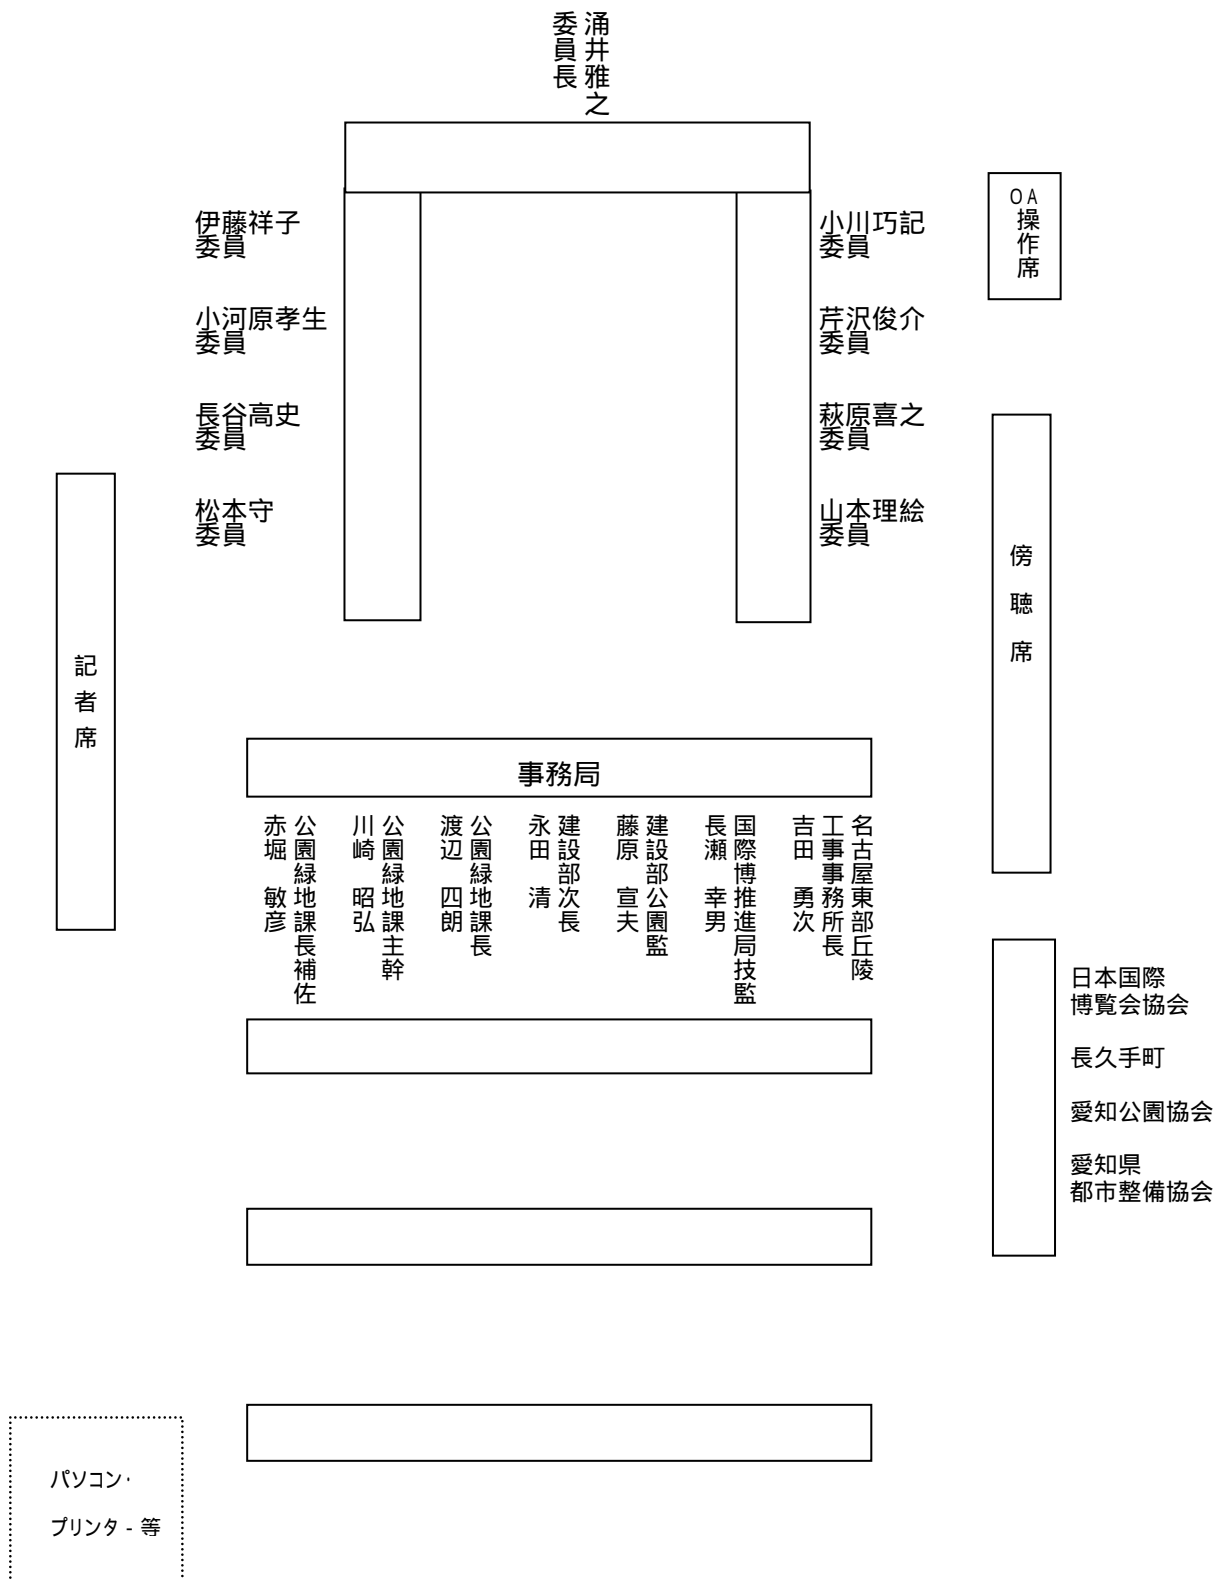 涌井雅之
委員長
OA
操作席
伊藤祥子
委員
小川巧記
委員
小河原孝生
委員
芹沢俊介
委員
長谷高史
委員
萩原喜之
委員
松本守
委員
山本理絵
委員
傍聴席
記者席
事務局
名古屋東部丘陵
工事事務所長
吉田 勇次
国際博推進局技監
長瀬 幸男
建設部公園監
藤原 宣夫
建設部次長
永田 清
公園緑地課長
渡辺 四朗
公園緑地課主幹
川崎 昭弘
公園緑地課長補佐
赤堀 敏彦
日本国際
博覧会協会
長久手町
愛知公園協会
愛知県
都市整備協会
パソコン・
プリンタ-等